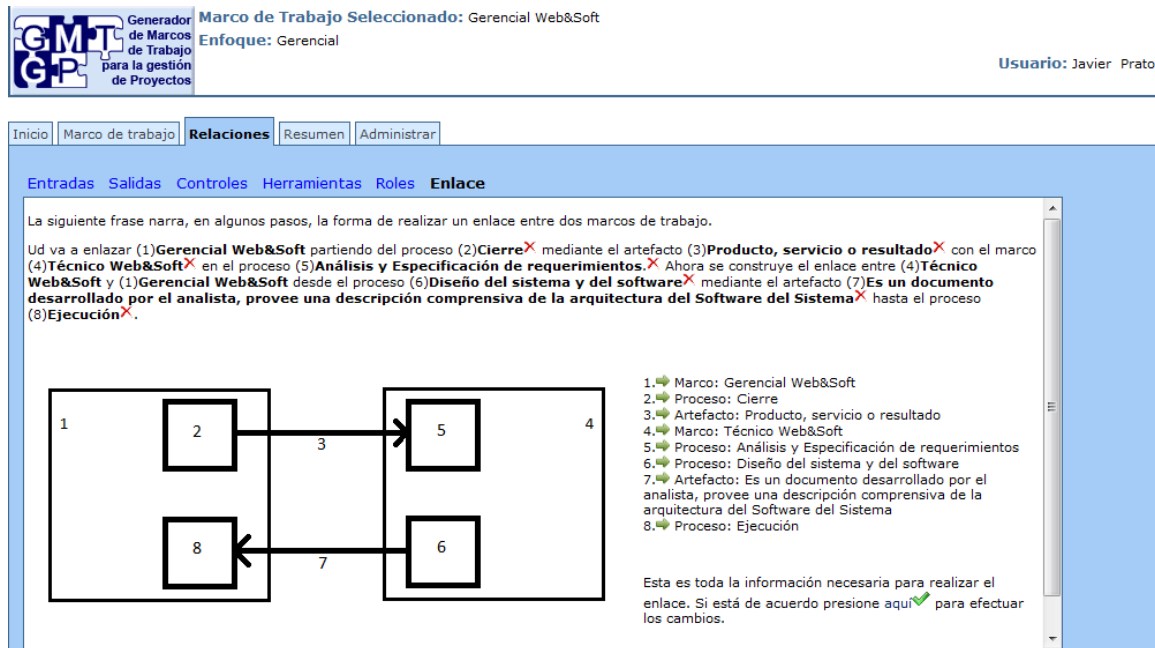 GMT GP
Generador
de Marcos
de Trabajo
para la gestión
de Proyectos
Marco de Trabajo Seleccionado: Gerencial Web&Soft
Enfoque: Gerencial
Usuario: Javier Prato
Inicio Marco de trabajo Relaciones Resumen Administrar
Entradas Salidas Controles Herramientas Roles Enlace
La siguiente frase narra, en algunos pasos, la forma de realizar un enlace entre dos marcos de trabajo.
Ud va a enlazar (1)Gerencial Web&Soft partiendo del proceso (2)Cierre mediante el artefacto (3)Producto, servicio o resultado con el marco
(4)Técnico Web&Soft en el proceso (5)Análisis y Especificación de requerimientos. Ahora se construye el enlace entre (4)Técnico
Web&Soft y (1)Gerencial Web&Soft desde el proceso (6)Diseño del sistema y del software mediante el artefacto (7)Es un documento
desarrollado por el analista, provee una descripción comprensiva de la arquitectura del Software del Sistema hasta el proceso
(8)Ejecución.
1 2 3 5 4
8 7 6
1. Marco: Gerencial Web&Soft
2. Proceso: Cierre
3. Artefacto: Producto, servicio o resultado
4. Marco: Técnico Web&Soft
5. Proceso: Análisis y Especificación de requerimientos
6. Proceso: Diseño del sistema y del software
7. Artefacto: Es un documento desarrollado por el
analista, provee una descripción comprensiva de la
arquitectura del Software del Sistema
8. Proceso: Ejecución
Esta es toda la información necesaria para realizar el
enlace. Si está de acuerdo presione aquí para efectuar
los cambios.